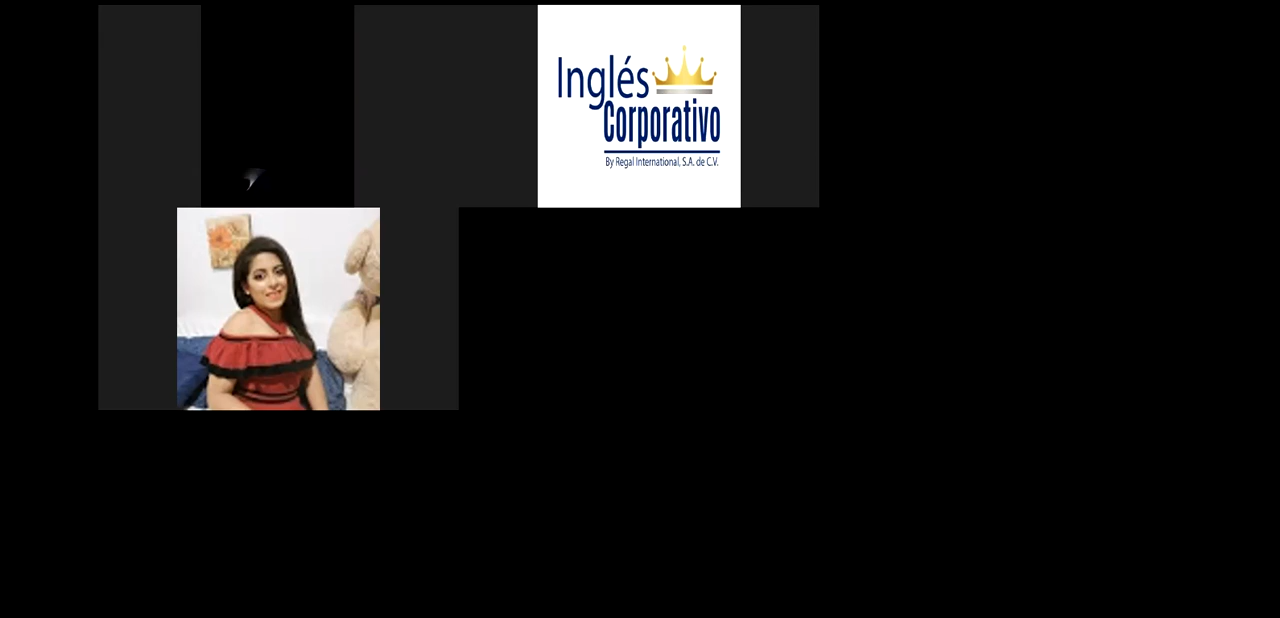 Inglés
Corporativo
By Regal International, S.A. de C.V.